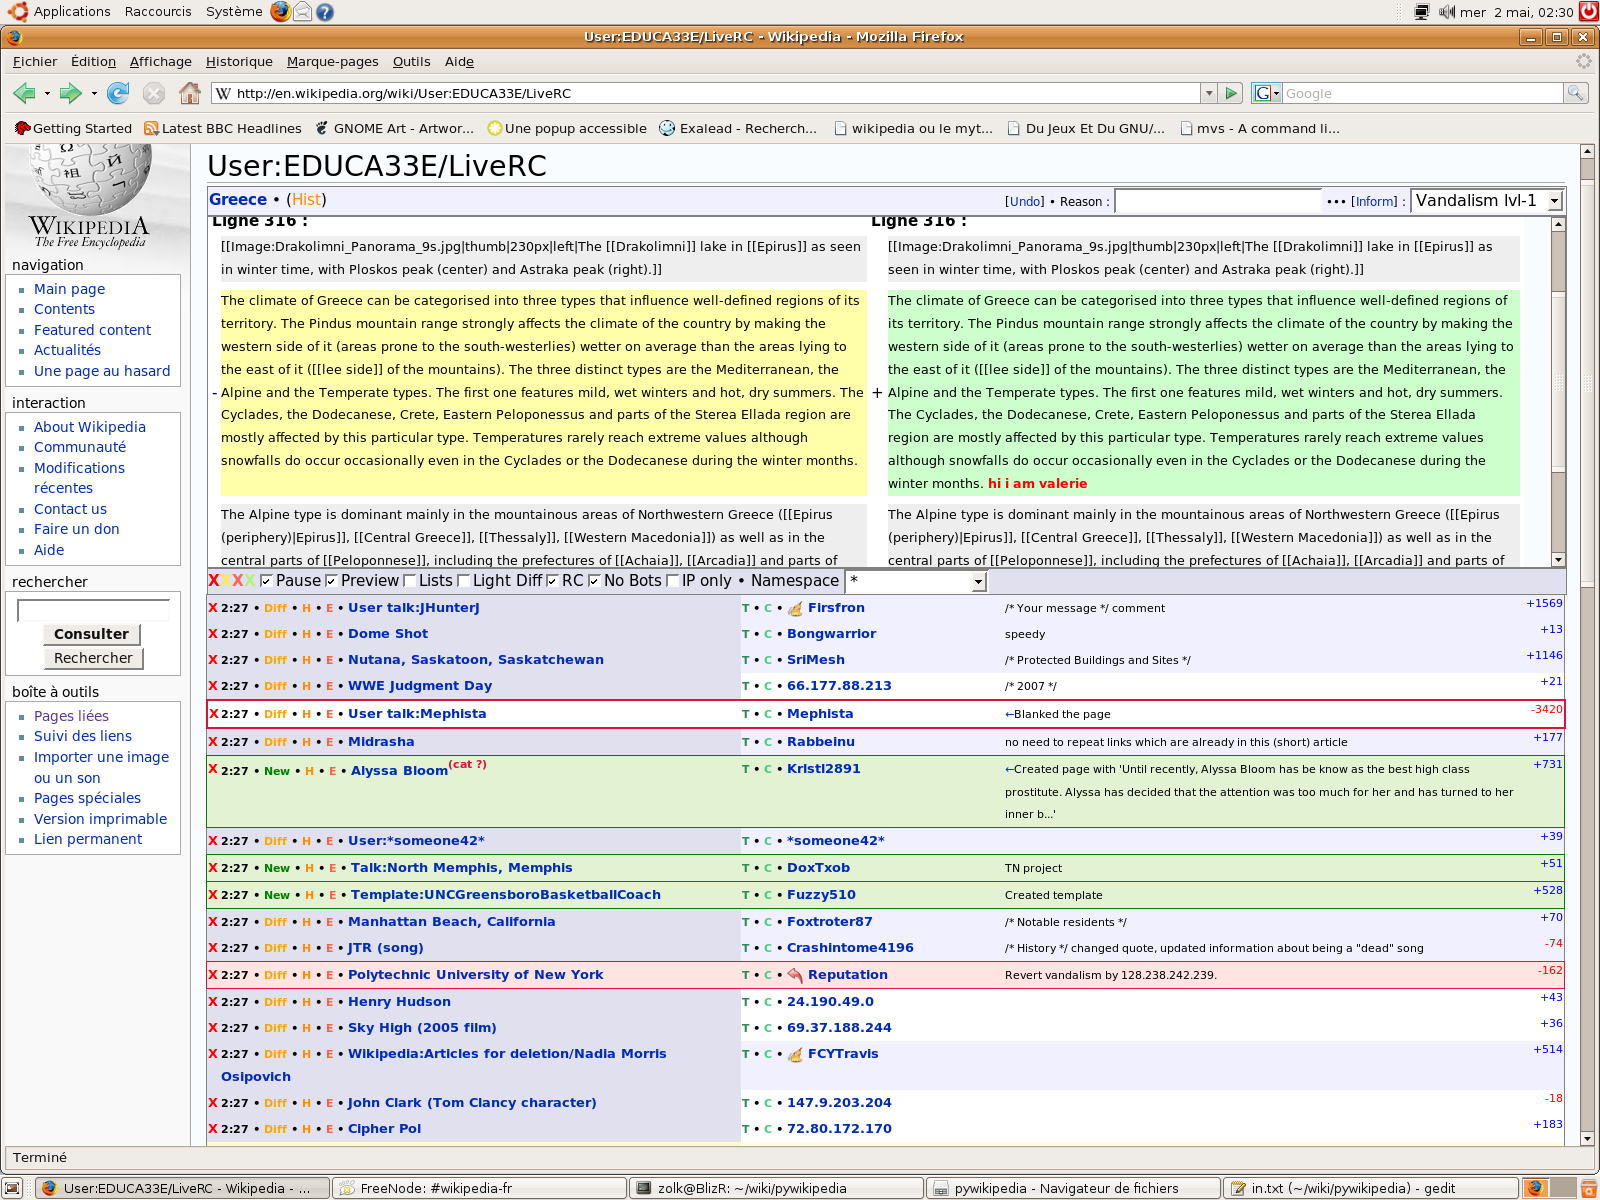 Applications Raccourcis Système mer 2 mai, 02:30
User:EDUCA33E/LiveRC - Wikipedia - Mozilla Firefox
Fichier Édition Affichage Historique Marque-pages Outils Aide
http://en.wikipedia.org/wiki/User:EDUCA33E/LiveRC Google
Getting Started Latest BBC Headlines GNOME Art - Artwor... Une popup accessible Exalead - Recherch... wikipedia ou le myt... Du Jeux Et Du GNU/... mvs - A command li...
WIKIPEDIA
The Free Encyclopedia
navigation
Main page
Contents
Featured content
Actualités
Une page au hasard
interaction
About Wikipedia
Communauté
Modifications
récentes
Contact us
Faire un don
Aide
rechercher
Consulter
Rechercher
boîte à outils
Pages liées
Suivi des liens
Importer une image
ou un son
Pages spéciales
Version imprimable
Lien permanent
User:EDUCA33E/LiveRC
Greece • (Hist) [Undo] • Reason : ••• [Inform] : Vandalism lvl-1
Ligne 316 :
[[Image:Drakolimni_Panorama_9s.jpg|thumb|230px|left|The [[Drakolimni]] lake in [[Epirus]] as seen
in winter time, with Ploskos peak (center) and Astraka peak (right).]]
- The climate of Greece can be categorised into three types that influence well-defined regions of its
territory. The Pindus mountain range strongly affects the climate of the country by making the
western side of it (areas prone to the south-westerlies) wetter on average than the areas lying to
the east of it ([[lee side]] of the mountains). The three distinct types are the Mediterranean, the
Alpine and the Temperate types. The first one features mild, wet winters and hot, dry summers. The
Cyclades, the Dodecanese, Crete, Eastern Peloponessus and parts of the Sterea Ellada region are
mostly affected by this particular type. Temperatures rarely reach extreme values although
snowfalls do occur occasionally even in the Cyclades or the Dodecanese during the winter months.
The Alpine type is dominant mainly in the mountainous areas of Northwestern Greece ([[Epirus
(periphery)|Epirus]], [[Central Greece]], [[Thessaly]], [[Western Macedonia]]) as well as in the
central parts of [[Peloponnese]], including the prefectures of [[Achaia]], [[Arcadia]] and parts of
Ligne 316 :
[[Image:Drakolimni_Panorama_9s.jpg|thumb|230px|left|The [[Drakolimni]] lake in [[Epirus]] as
seen in winter time, with Ploskos peak (center) and Astraka peak (right).]]
+ The climate of Greece can be categorised into three types that influence well-defined regions of
its territory. The Pindus mountain range strongly affects the climate of the country by making the
western side of it (areas prone to the south-westerlies) wetter on average than the areas lying to
the east of it ([[lee side]] of the mountains). The three distinct types are the Mediterranean, the
Alpine and the Temperate types. The first one features mild, wet winters and hot, dry summers.
The Cyclades, the Dodecanese, Crete, Eastern Peloponessus and parts of the Sterea Ellada
region are mostly affected by this particular type. Temperatures rarely reach extreme values
although snowfalls do occur occasionally even in the Cyclades or the Dodecanese during the
winter months. hi i am valerie
The Alpine type is dominant mainly in the mountainous areas of Northwestern Greece ([[Epirus
(periphery)|Epirus]], [[Central Greece]], [[Thessaly]], [[Western Macedonia]]) as well as in the
central parts of [[Peloponnese]], including the prefectures of [[Achaia]], [[Arcadia]] and parts of
XXXX Pause Preview Lists Light Diff RC No Bots IP only • Namespace *
X 2:27 • Diff • H • E • User talk:JHunterJ T • C • Firsfron /* Your message */ comment +1569
X 2:27 • Diff • H • E • Dome Shot T • C • Bongwarrior speedy +13
X 2:27 • Diff • H • E • Nutana, Saskatoon, Saskatchewan T • C • SriMesh /* Protected Buildings and Sites */ +1146
X 2:27 • Diff • H • E • WWE Judgment Day T • C • 66.177.88.213 /* 2007 */ +21
X 2:27 • Diff • H • E • User talk:Mephista T • C • Mephista ←Blanked the page -3420
X 2:27 • Diff • H • E • Midrasha T • C • Rabbeinu no need to repeat links which are already in this (short) article +177
X 2:27 • New • H • E • Alyssa Bloom(cat ?) T • C • Kristi2891 ←Created page with 'Until recently, Alyssa Bloom has be know as the best high class +731
prostitute. Alyssa has decided that the attention was too much for her and has turned to her
inner b...'
X 2:27 • Diff • H • E • User:*someone42* T • C • *someone42* +39
X 2:27 • New • H • E • Talk:North Memphis, Memphis T • C • DoxTxob TN project +51
X 2:27 • New • H • E • Template:UNCGreensboroBasketballCoach T • C • Fuzzy510 Created template +528
X 2:27 • Diff • H • E • Manhattan Beach, California T • C • Foxtroter87 /* Notable residents */ +70
X 2:27 • Diff • H • E • JTR (song) T • C • Crashintome4196 /* History */ changed quote, updated information about being a "dead" song -74
X 2:27 • Diff • H • E • Polytechnic University of New York T • C • Reputation Revert vandalism by 128.238.242.239. -162
X 2:27 • Diff • H • E • Henry Hudson T • C • 24.190.49.0 +43
X 2:27 • Diff • H • E • Sky High (2005 film) T • C • 69.37.188.244 +36
X 2:27 • Diff • H • E • Wikipedia:Articles for deletion/Nadia Morris T • C • FCYTravis +514
Osipovich
X 2:27 • Diff • H • E • John Clark (Tom Clancy character) T • C • 147.9.203.204 -18
X 2:27 • Diff • H • E • Cipher Pol T • C • 72.80.172.170 +183
Terminé
User:EDUCA33E/LiveRC - Wikipedia - ... FreeNode: #wikipedia-fr zolk@BlizR: ~/wiki/pywikipedia pywikipedia - Navigateur de fichiers in.txt (~/wiki/pywikipedia) - gedit